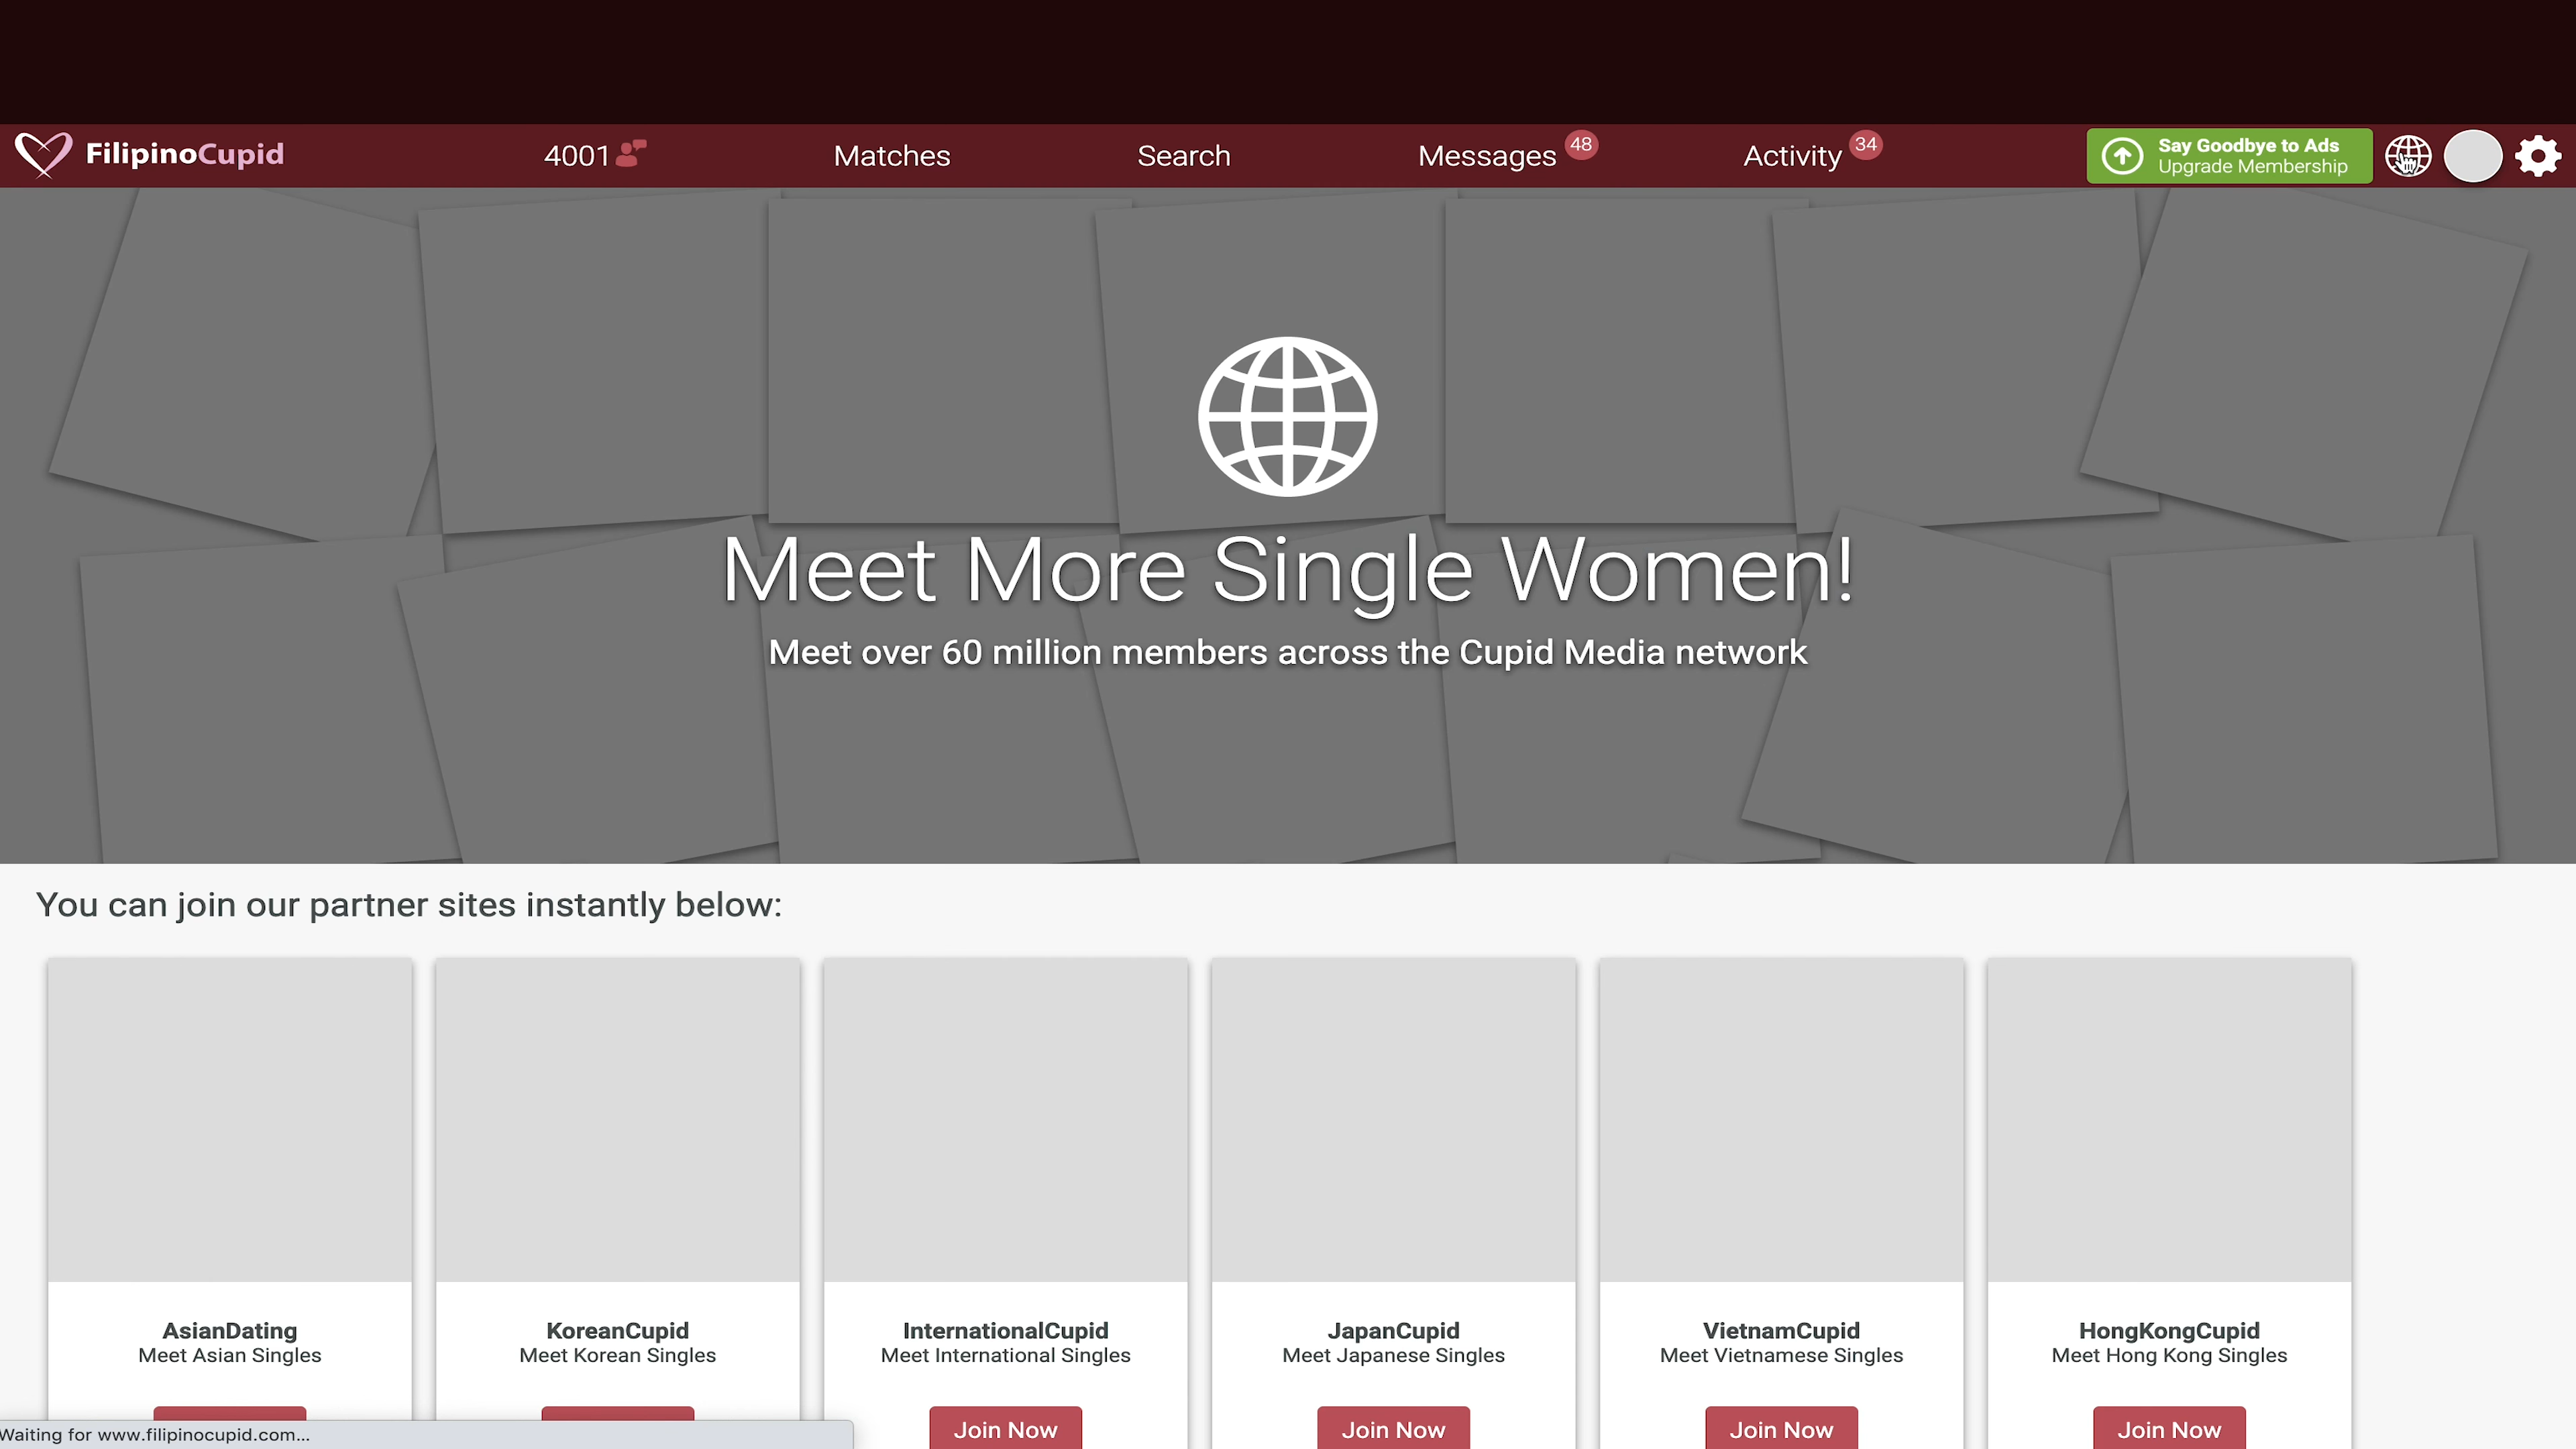 FilipinoCupid
4001
Matches
Search
Messages 48
Activity 34
Say Goodbye to Ads
Upgrade Membership
Meet More Single Women!
Meet over 60 million members across the Cupid Media network
You can join our partner sites instantly below:
AsianDating
Meet Asian Singles
KoreanCupid
Meet Korean Singles
InternationalCupid
Meet International Singles
Join Now
JapanCupid
Meet Japanese Singles
Join Now
VietnamCupid
Meet Vietnamese Singles
Join Now
HongKongCupid
Meet Hong Kong Singles
Join Now
Waiting for www.filipinocupid.com...